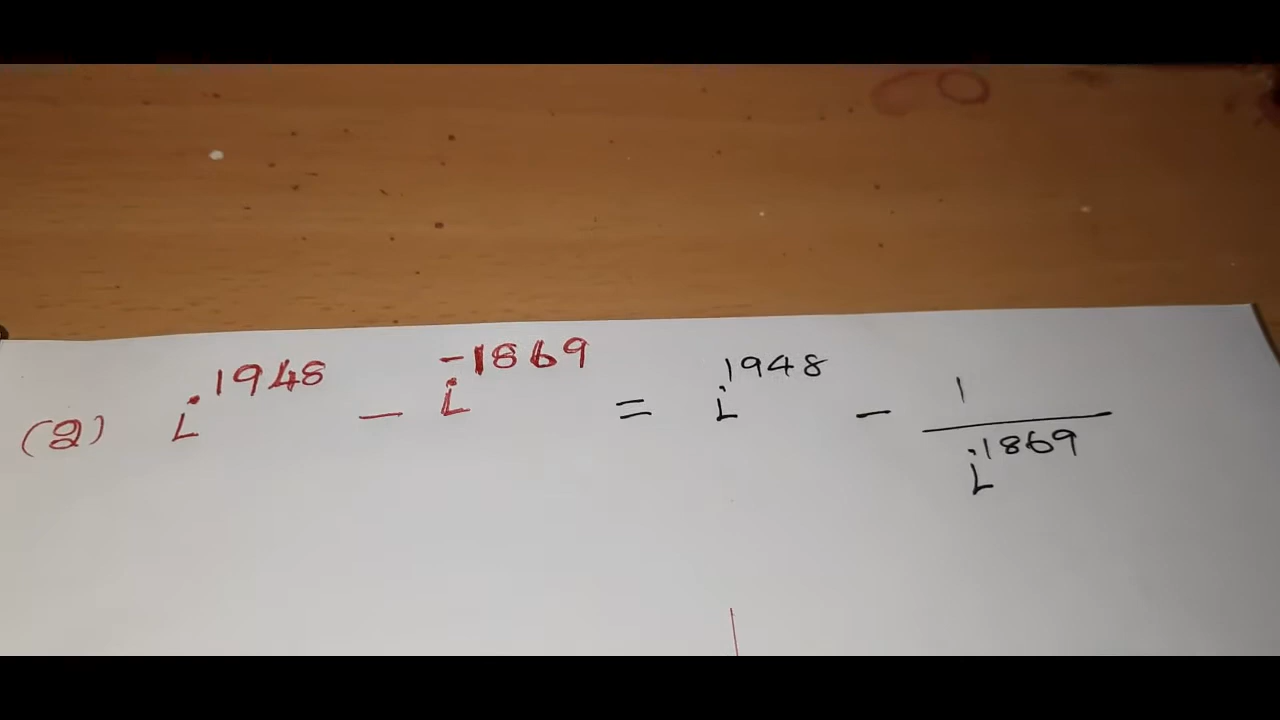 (2) i^1948 − i^-1869 = i^1948 − 1/i^1869